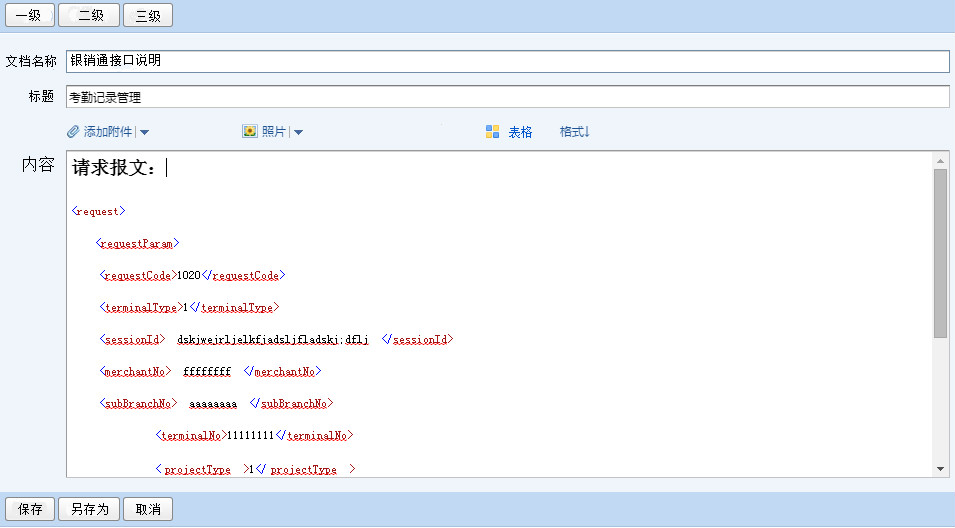 一级 二级 三级
文档名称 银销通接口说明
标题 考勤记录管理
添加附件 照片 表格 格式↓
内容 请求报文：
<request>
<requestParam>
<requestCode>1020</requestCode>
<terminalType>1</terminalType>
<sessionId> dskjwejrljelkfjadsljfladskj;dflj </sessionId>
<merchantNo> ffffffff </merchantNo>
<subBranchNo> aaaaaaaa </subBranchNo>
<terminalNo>11111111</terminalNo>
< projectType >1</ projectType >
保存 另存为 取消